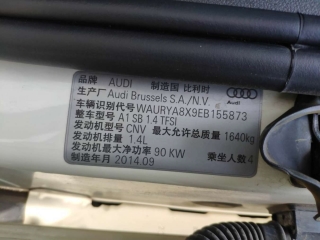 品牌 AUDI 制造国 比利时
生产厂 Audi Brussels S.A./N.V.
Audi
车辆识别代号 WAURYA8X9EB155873
整车型号 A1 SB 1.4 TFSI
发动机型号 CNV 最大允许总质量 1640kg
发动机排量 1.4L
发动机最大净功率 90 KW 乘坐人数 4
制造年月 2014.09